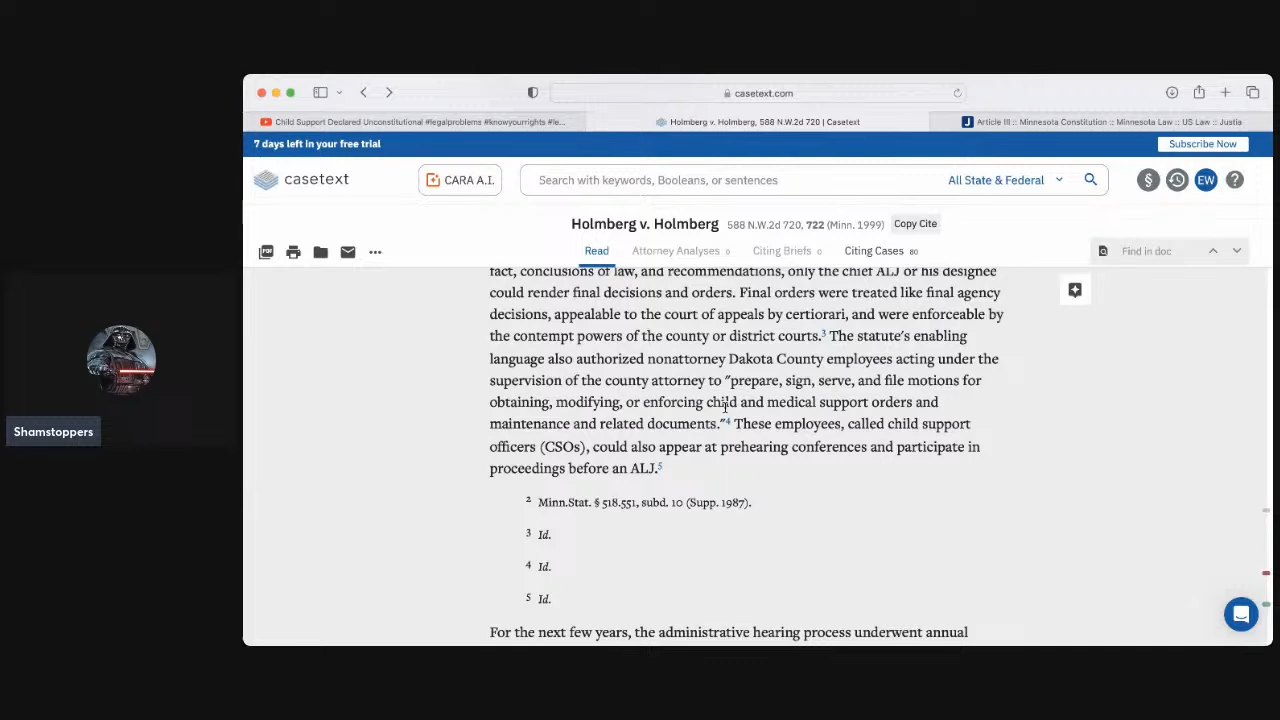 casetext.com
Child Support Declared Unconstitutional #legalproblems #knowyourrights #le...
Holmberg v. Holmberg, 588 N.W.2d 720 | Casetext
J Article III :: Minnesota Constitution :: Minnesota Law :: US Law :: Justia
7 days left in your free trial
Subscribe Now
casetext
CARA A.I.
Search with keywords, Booleans, or sentences
All State & Federal
§
EW
?
Holmberg v. Holmberg 588 N.W.2d 720, 722 (Minn. 1999) Copy Cite
PDF
Read
Attorney Analyses 0
Citing Briefs 0
Citing Cases 80
Find in doc
fact, conclusions of law, and recommendations, only the chief ALJ or his designee
could render final decisions and orders. Final orders were treated like final agency
decisions, appealable to the court of appeals by certiorari, and were enforceable by
the contempt powers of the county or district courts.3 The statute's enabling
language also authorized nonattorney Dakota County employees acting under the
supervision of the county attorney to "prepare, sign, serve, and file motions for
obtaining, modifying, or enforcing child and medical support orders and
maintenance and related documents."4 These employees, called child support
officers (CSOs), could also appear at prehearing conferences and participate in
proceedings before an ALJ.5
2 Minn.Stat. § 518.551, subd. 10 (Supp. 1987).
3 Id.
4 Id.
5 Id.
For the next few years, the administrative hearing process underwent annual
Shamstoppers